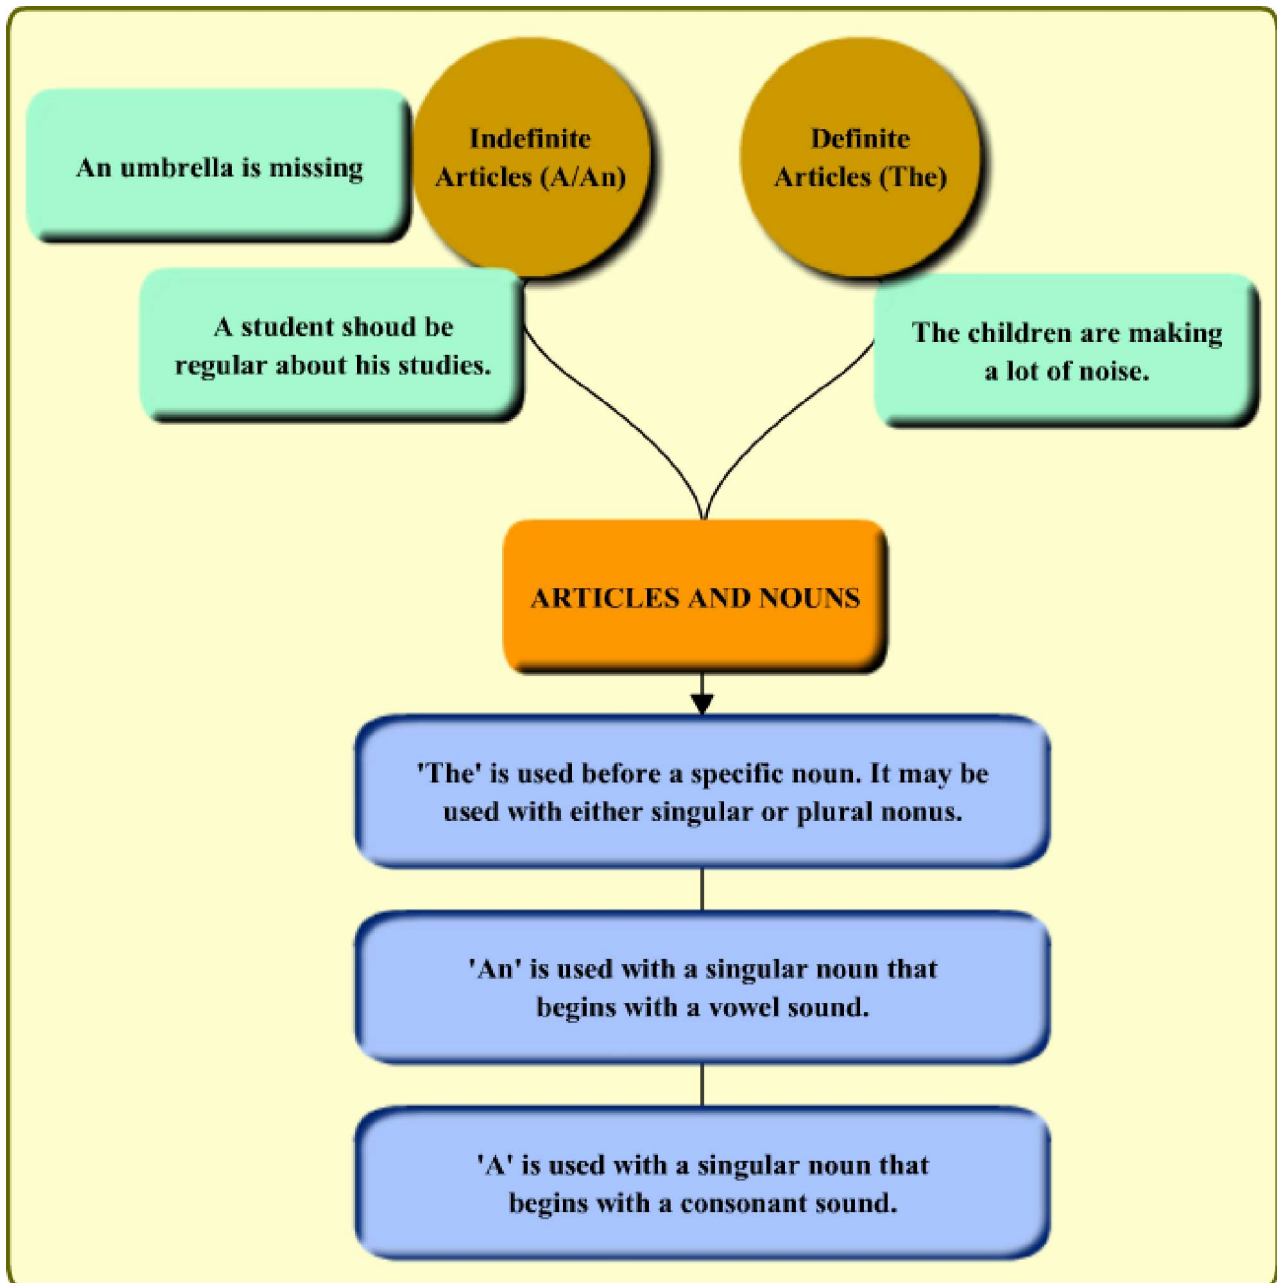 Indefinite
Articles (A/An)
Definite
Articles (The)
An umbrella is missing
A student shoud be
regular about his studies.
The children are making
a lot of noise.
ARTICLES AND NOUNS
'The' is used before a specific noun. It may be
used with either singular or plural nonus.
'An' is used with a singular noun that
begins with a vowel sound.
'A' is used with a singular noun that
begins with a consonant sound.